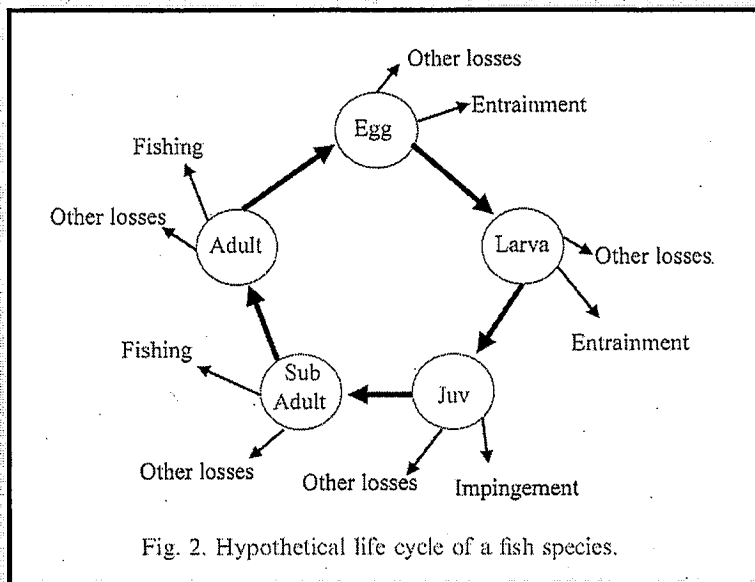 Other losses
Egg
Entrainment
Fishing
Other losses
Adult
Larva
Other losses.
Entrainment
Fishing
Sub
Adult
Juv
Other losses
Other losses
Impingement
Fig. 2. Hypothetical life cycle of a fish species.